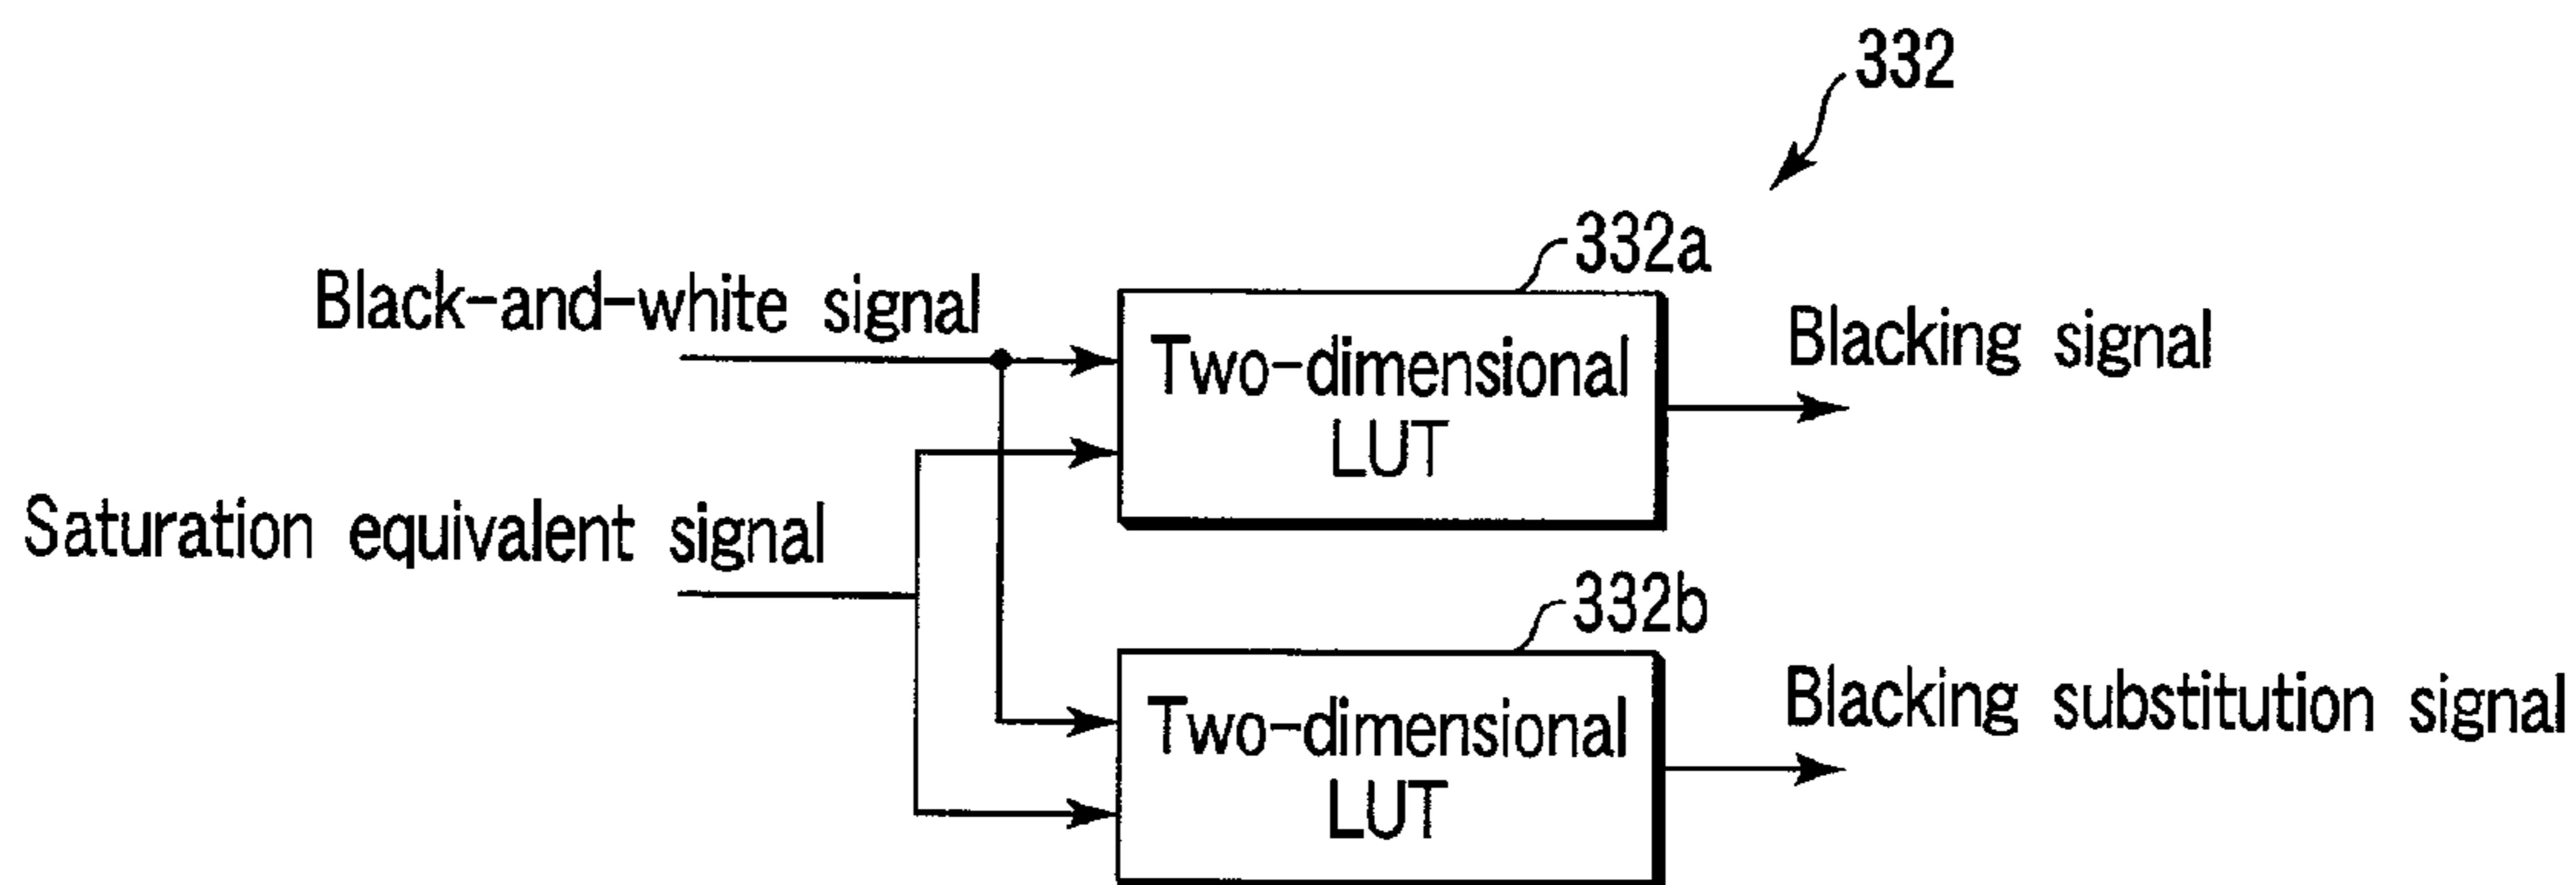 332
332a
Black-and-white signal
Two-dimensional
LUT
Blacking signal
Saturation equivalent signal
332b
Two-dimensional
LUT
Blacking substitution signal